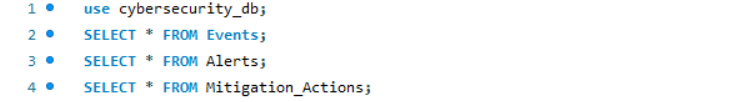 1 use cybersecurity_db;
2 SELECT * FROM Events;
3 SELECT * FROM Alerts;
4 SELECT * FROM Mitigation_Actions;